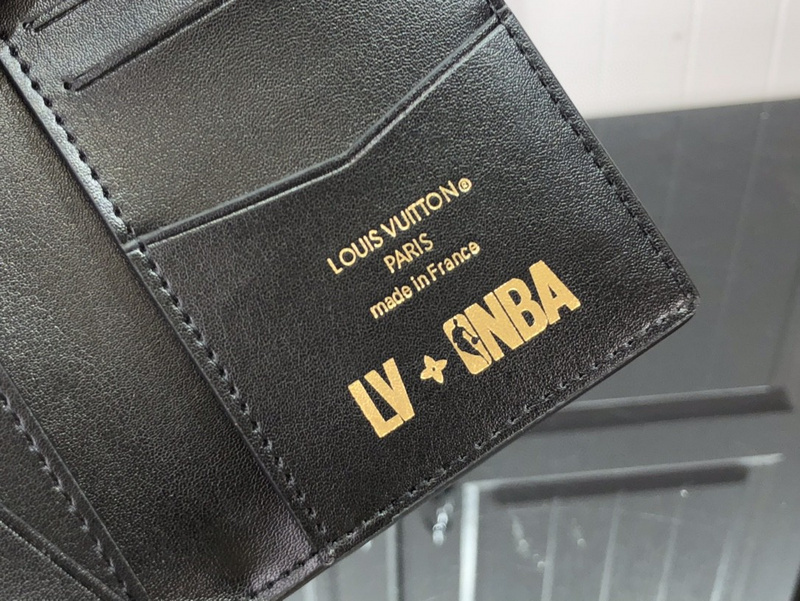 LOUIS VUITTON®
PARIS
made in France
LV NBA